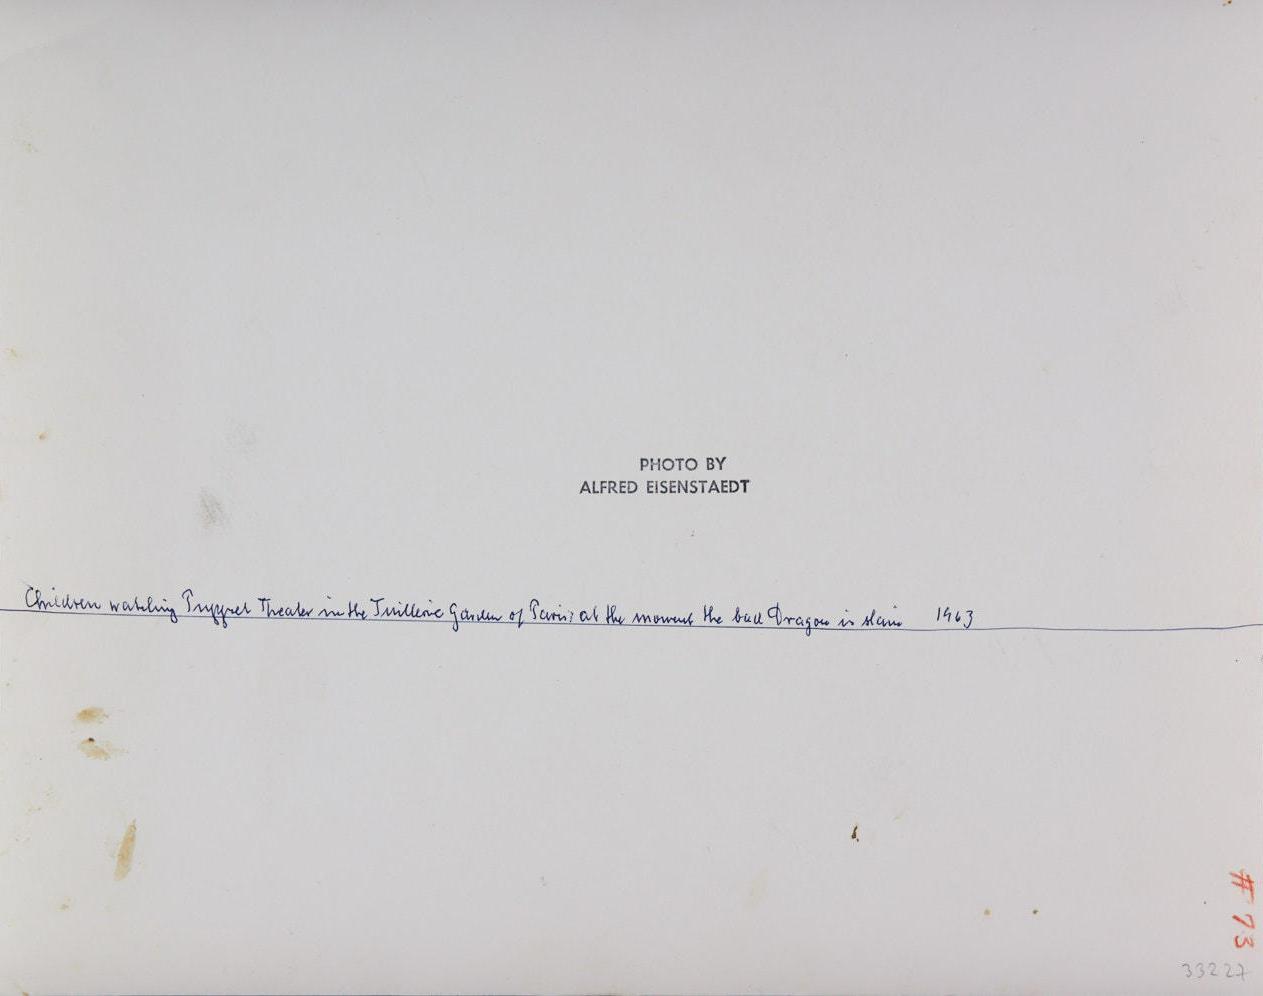 PHOTO BY
ALFRED EISENSTAEDT
Children watching Puppet Theater in the Tuillerie Garden of Paris; at the moment the bad Dragon is slain 1963
# 73
33227